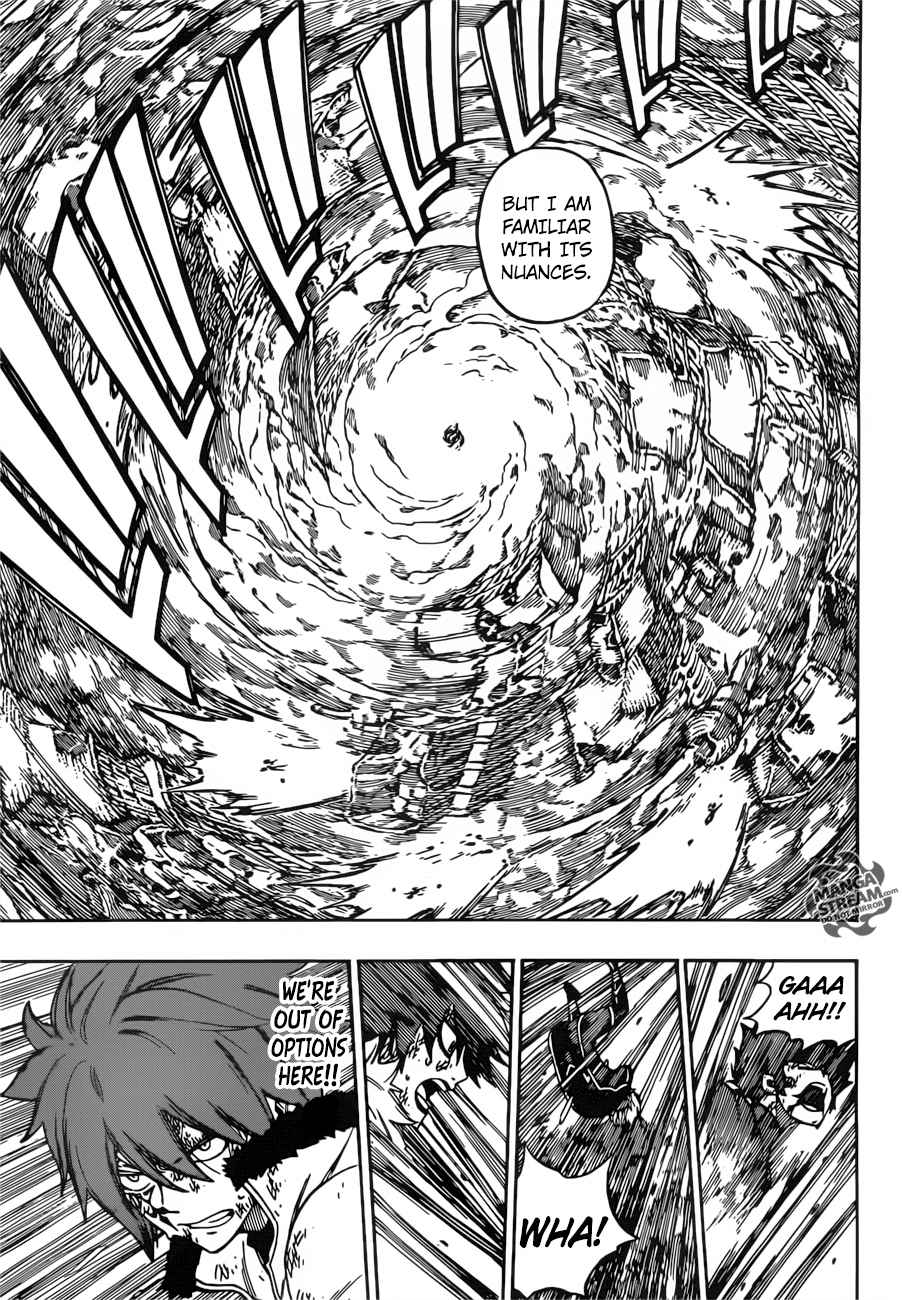 BUT I AM
FAMILIAR
WITH ITS
NUANCES.
MANGA
STREAM.com
DO NOT MIRROR
GAAA
AHH!!
WHA!
WE'RE
OUT OF
OPTIONS
HERE!!